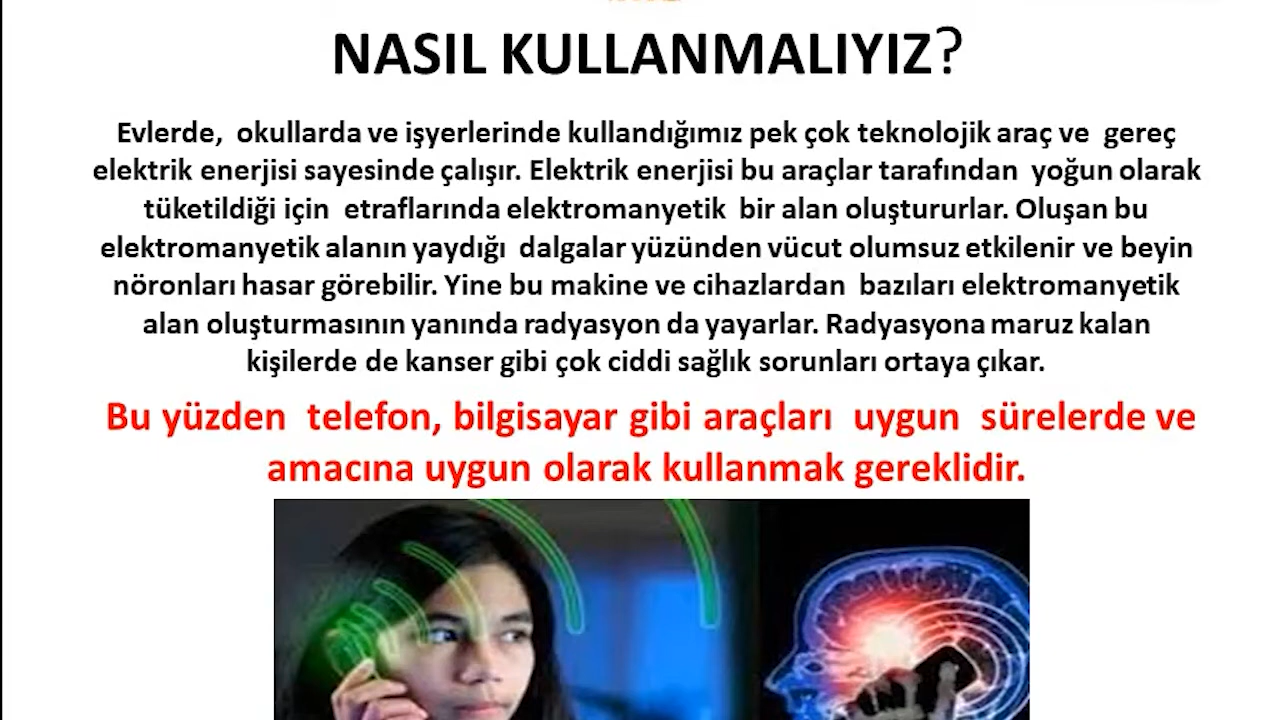 NASIL KULLANMALIYIZ?
Evlerde, okullarda ve işyerlerinde kullandığımız pek çok teknolojik araç ve gereç
elektrik enerjisi sayesinde çalışır. Elektrik enerjisi bu araçlar tarafından yoğun olarak
tüketildiği için etraflarında elektromanyetik bir alan oluştururlar. Oluşan bu
elektromanyetik alanın yaydığı dalgalar yüzünden vücut olumsuz etkilenir ve beyin
nöronları hasar görebilir. Yine bu makine ve cihazlardan bazıları elektromanyetik
alan oluşturmasının yanında radyasyon da yayarlar. Radyasyona maruz kalan
kişilerde de kanser gibi çok ciddi sağlık sorunları ortaya çıkar.
Bu yüzden telefon, bilgisayar gibi araçları uygun sürelerde ve
amacına uygun olarak kullanmak gereklidir.